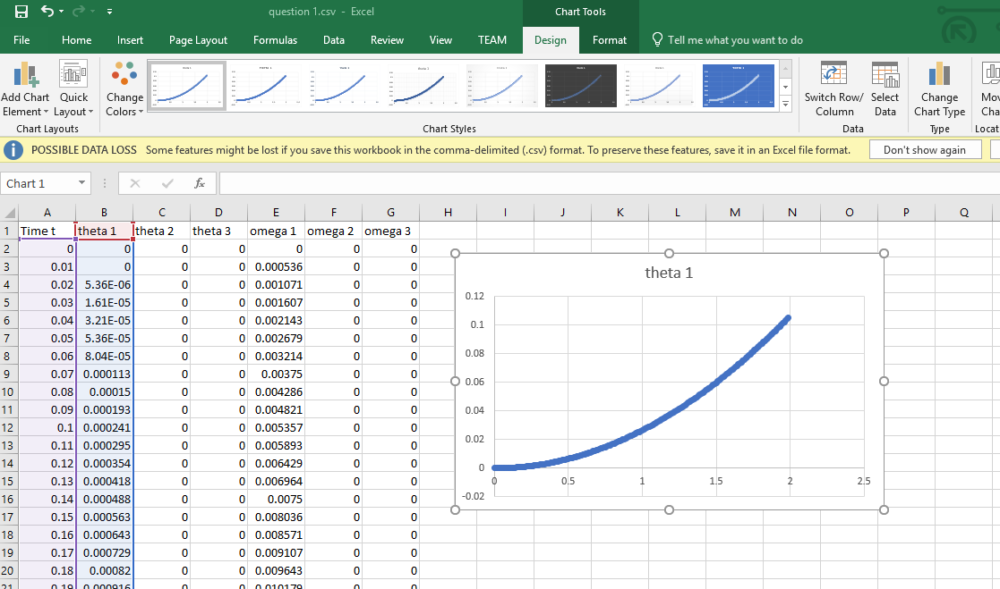 question 1.csv - Excel
Chart Tools
File Home Insert Page Layout Formulas Data Review View TEAM Design Format Tell me what you want to do
Add Chart Element
Quick Layout
Change Colors
Switch Row/ Column
Select Data
Change Chart Type
Chart Layouts Chart Styles Data Type
POSSIBLE DATA LOSS Some features might be lost if you save this workbook in the comma-delimited (.csv) format. To preserve these features, save it in an Excel file format. Don't show again
Chart 1 fx
A B C D E F G H I J K L M N O P Q
1 Time t theta 1 theta 2 theta 3 omega 1 omega 2 omega 3
2 0 0 0 0 0 0 0
3 0.01 0 0 0 0.000536 0 0
4 0.02 5.36E-06 0 0 0.001071 0 0
5 0.03 1.61E-05 0 0 0.001607 0 0
6 0.04 3.21E-05 0 0 0.002143 0 0
7 0.05 5.36E-05 0 0 0.002679 0 0
8 0.06 8.04E-05 0 0 0.003214 0 0
9 0.07 0.000113 0 0 0.00375 0 0
10 0.08 0.00015 0 0 0.004286 0 0
11 0.09 0.000193 0 0 0.004821 0 0
12 0.1 0.000241 0 0 0.005357 0 0
13 0.11 0.000295 0 0 0.005893 0 0
14 0.12 0.000354 0 0 0.006429 0 0
15 0.13 0.000418 0 0 0.006964 0 0
16 0.14 0.000488 0 0 0.0075 0 0
17 0.15 0.000563 0 0 0.008036 0 0
18 0.16 0.000643 0 0 0.008571 0 0
19 0.17 0.000729 0 0 0.009107 0 0
20 0.18 0.00082 0 0 0.009643 0 0
21 0.19 0.000916 0 0 0.010179 0 0
theta 1
0.12
0.1
0.08
0.06
0.04
0.02
0
0 0.5 1 1.5 2 2.5
-0.02